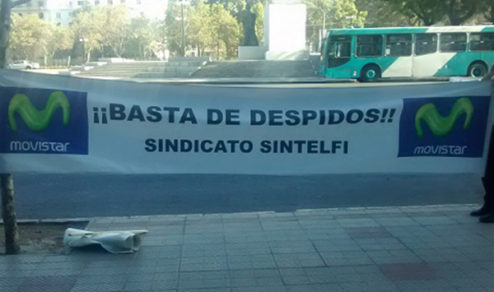 ¡¡BASTA DE DESPIDOS!!
SINDICATO SINTELFI
movistar
movistar